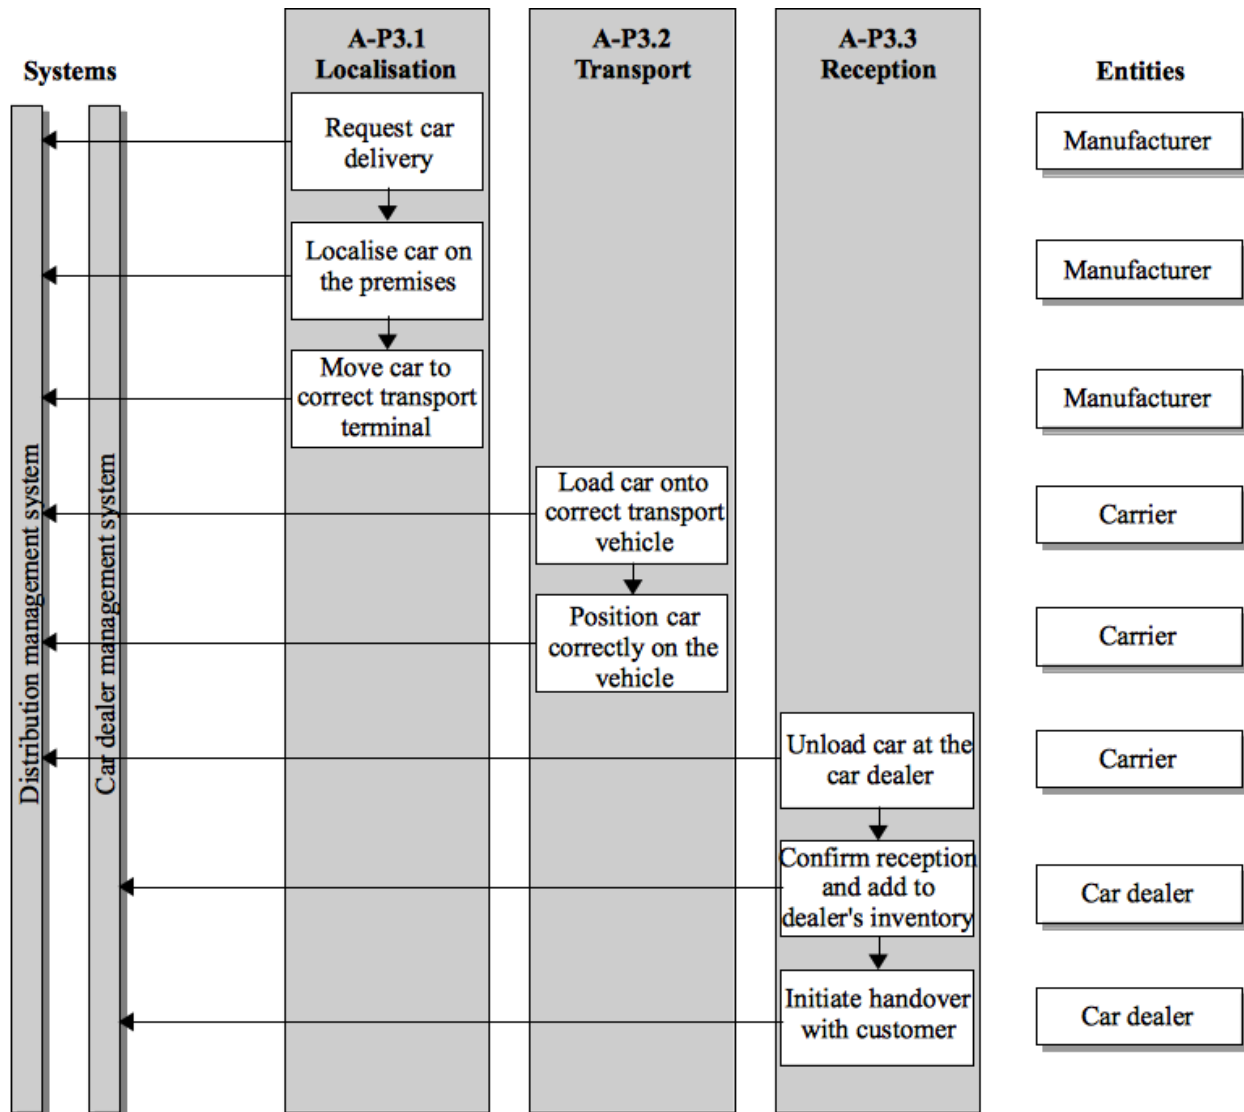 Systems
A-P3.1
Localisation
A-P3.2
Transport
A-P3.3
Reception
Entities
Request car
delivery
Manufacturer
Localise car on
the premises
Manufacturer
Move car to
correct transport
terminal
Manufacturer
Distribution management system
Car dealer management system
Load car onto
correct transport
vehicle
Carrier
Position car
correctly on the
vehicle
Carrier
Unload car at the
car dealer
Carrier
Confirm reception
and add to
dealer's inventory
Car dealer
Initiate handover
with customer
Car dealer